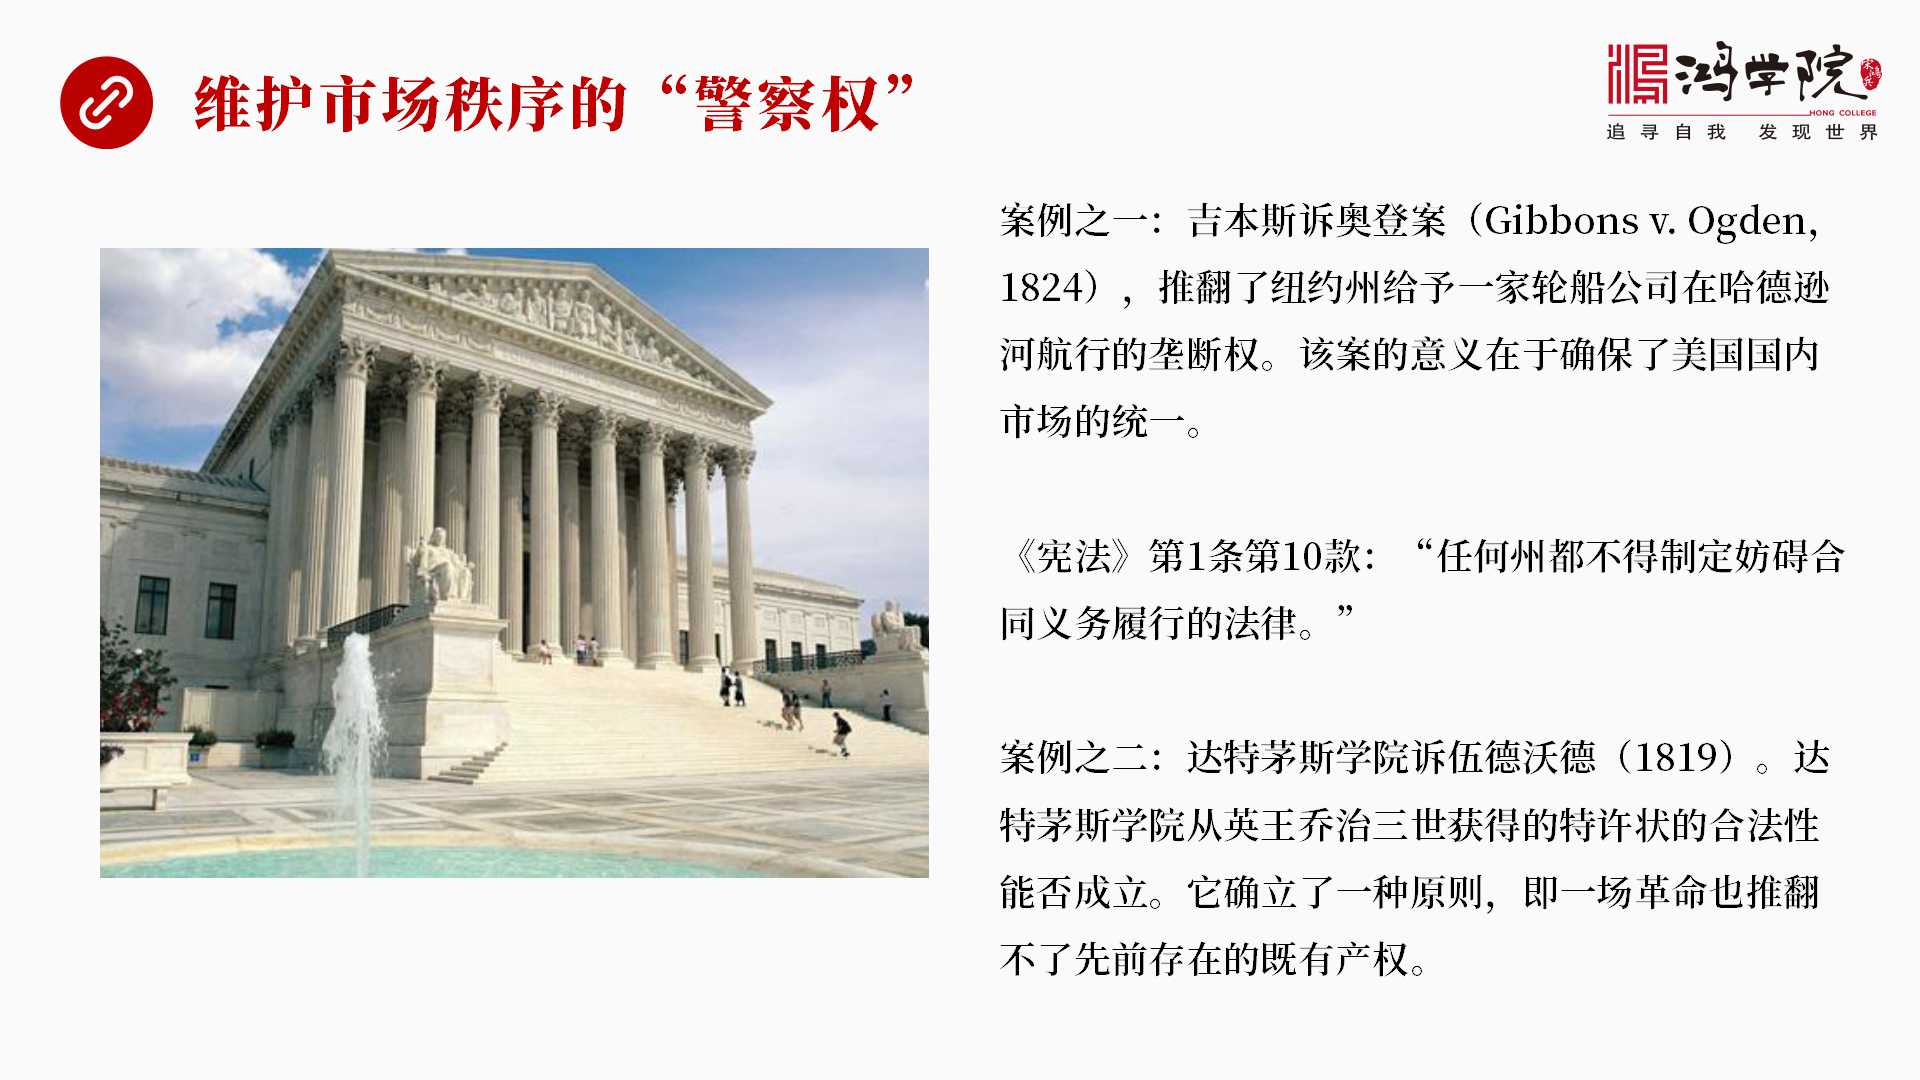 维护市场秩序的“警察权”
鸿学院
宋鸿兵
HONG COLLEGE
追寻自我 发现世界
案例之一：吉本斯诉奥登案（Gibbons v. Ogden,
1824），推翻了纽约州给予一家轮船公司在哈德逊
河航行的垄断权。该案的意义在于确保了美国国内
市场的统一。
《宪法》第1条第10款：“任何州都不得制定妨碍合
同义务履行的法律。”
案例之二：达特茅斯学院诉伍德沃德（1819）。达
特茅斯学院从英王乔治三世获得的特许状的合法性
能否成立。它确立了一种原则，即一场革命也推翻
不了先前存在的既有产权。